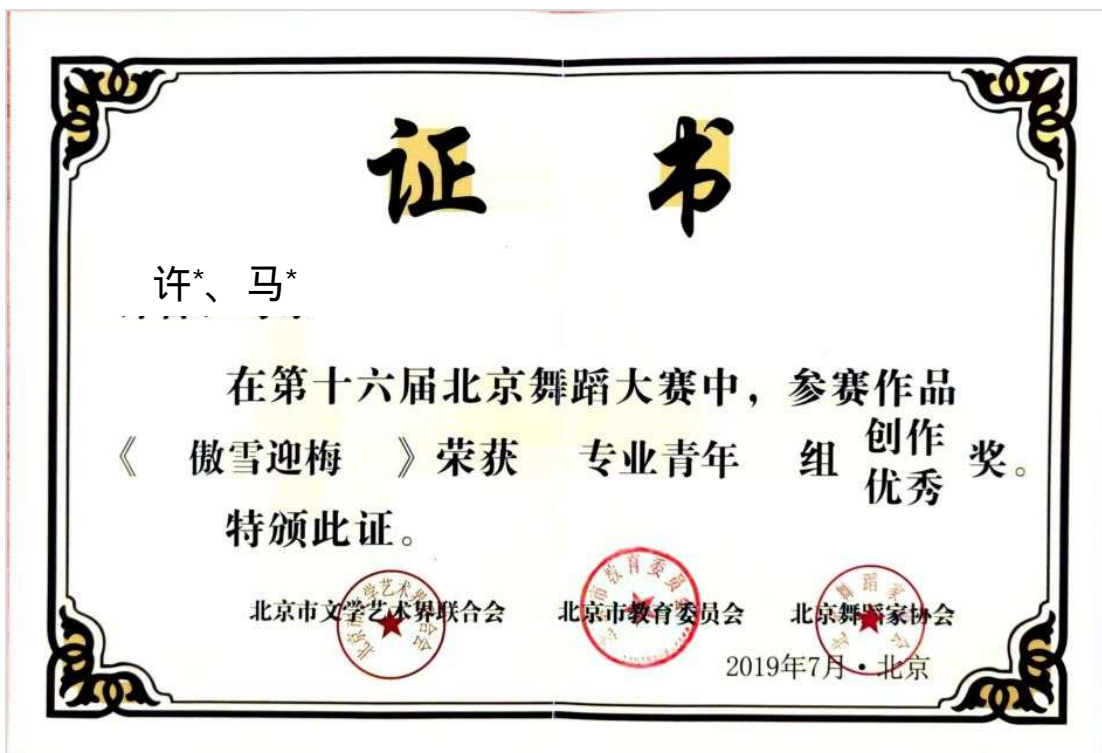 证书
许*、马*
在第十六届北京舞蹈大赛中，参赛作品
《 傲雪迎梅 》荣获 专业青年 组 创作优秀 奖。
特颁此证。
北京市文学艺术界联合会 北京市教育委员会 北京舞蹈家协会
2019年7月·北京